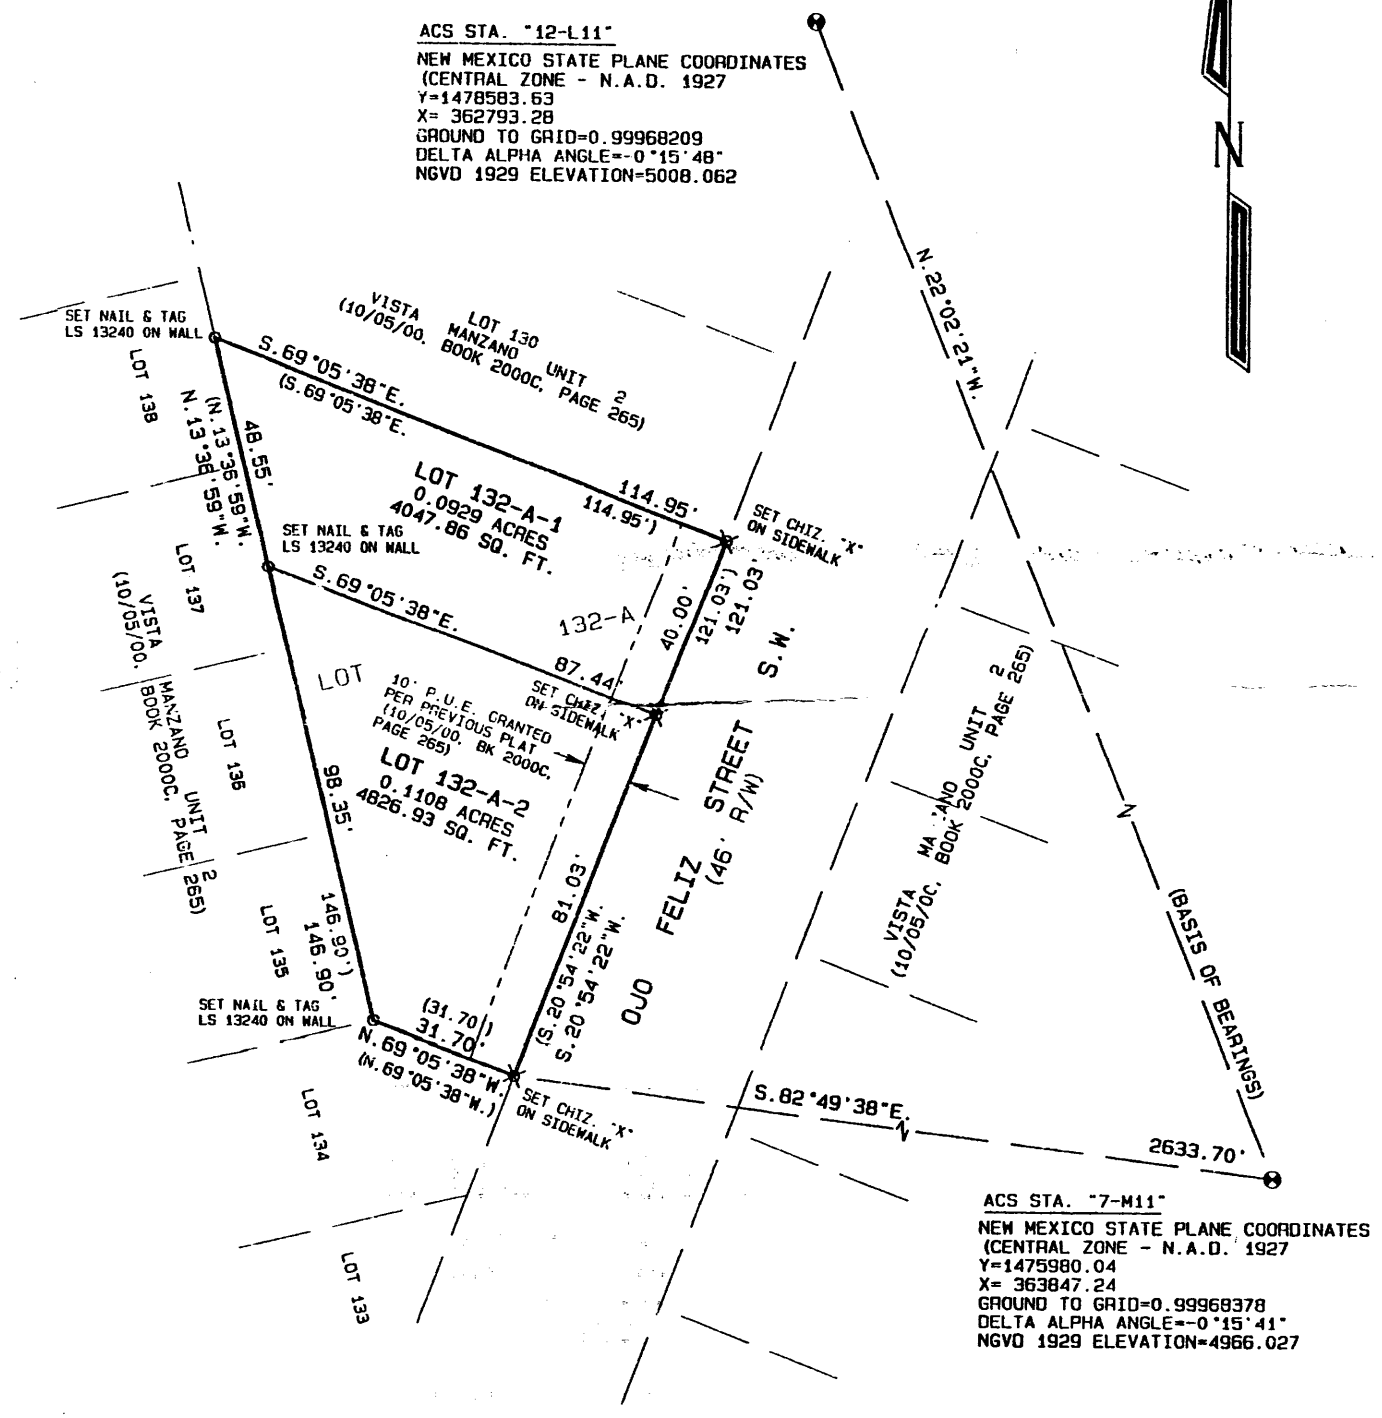 ACS STA. "12-L11"
NEW MEXICO STATE PLANE COORDINATES
(CENTRAL ZONE - N.A.D. 1927
Y=1478583.63
X= 362793.28
GROUND TO GRID=0.99968209
DELTA ALPHA ANGLE=-0°15'48"
NGVD 1929 ELEVATION=5008.062
N
N.22°02'21"W.
(BASIS OF BEARINGS)
SET NAIL & TAG
LS 13240 ON WALL
LOT 130
VISTA MANZANO UNIT 2
(10/05/00, BOOK 2000C, PAGE 265)
S.69°05'38"E.
(S.69°05'38"E.
114.95'
114.95')
LOT 138
(N.13°36'59"W.
N.13°36'59"W.
48.55'
LOT 132-A-1
0.0929 ACRES
4047.86 SQ. FT.
SET CHIZ. "X"
ON SIDEWALK
SET NAIL & TAG
LS 13240 ON WALL
S.69°05'38"E.
87.44'
132-A
LOT
40.00'
121.03')
121.03'
LOT 137
VISTA MANZANO UNIT 2
(10/05/00, BOOK 2000C, PAGE 265)
SET CHIZ. "X"
ON SIDEWALK
10' P.U.E. GRANTED
PER PREVIOUS PLAT
(10/05/00, BK 2000C,
PAGE 265)
LOT 132-A-2
0.1108 ACRES
4826.93 SQ. FT.
LOT 136
98.35'
81.03'
OJO FELIZ STREET S.W.
(46' R/W)
VISTA MA ANO UNIT 2
(10/05/0C, BOOK 2000C, PAGE 265)
(S.20°54'22"W.
S.20°54'22"W.
LOT 135
146.90')
146.90'
SET NAIL & TAG
LS 13240 ON WALL
(31.70')
31.70'
N.69°05'38"W.
(N.69°05'38"W.)
SET CHIZ. "X"
ON SIDEWALK
LOT 134
LOT 133
S.82°49'38"E.
2633.70'
ACS STA. "7-M11"
NEW MEXICO STATE PLANE COORDINATES
(CENTRAL ZONE - N.A.D. 1927
Y=1475980.04
X= 363847.24
GROUND TO GRID=0.99968378
DELTA ALPHA ANGLE=-0°15'41"
NGVD 1929 ELEVATION=4966.027